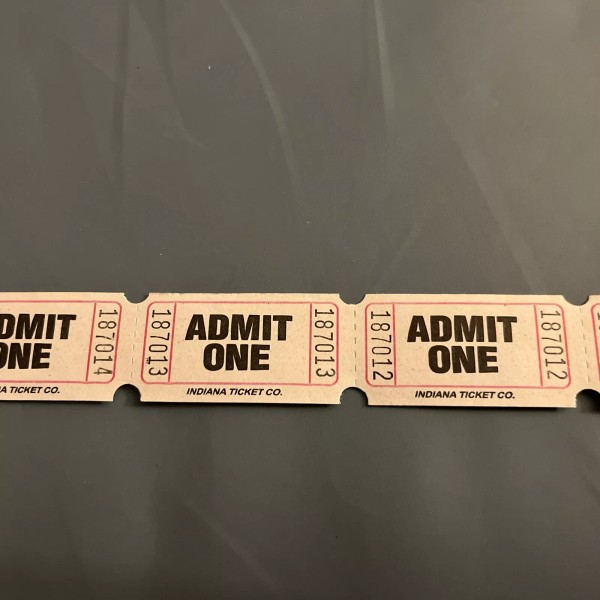 ADMIT
ONE
187014
TICKET CO.
187013
ADMIT
ONE
187013
INDIANA TICKET CO.
187012
ADMIT
ONE
187012
INDIANA TICKET CO.